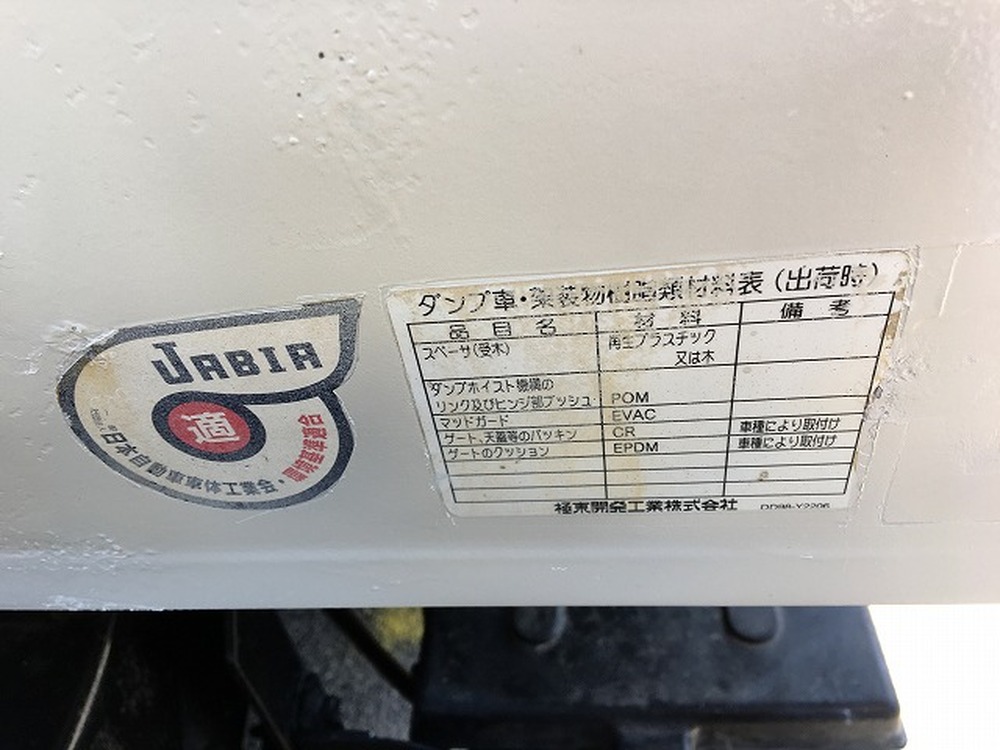 JABIA
適
日本自動車車体工業会・
ダンプ車・架装物樹脂類材料表（出荷時）
品目名 材料 備考
スペーサ(受木) 再生プラスチック
又は木
ダンプホイスト機構の
リンク及びヒンジ部ブッシュ POM
マッドガード EVAC
ゲート、天蓋等のパッキン CR 車種により取付け
ゲートのクッション EPDM 車種により取付け
極東開発工業株式会社 DD98-Y2206